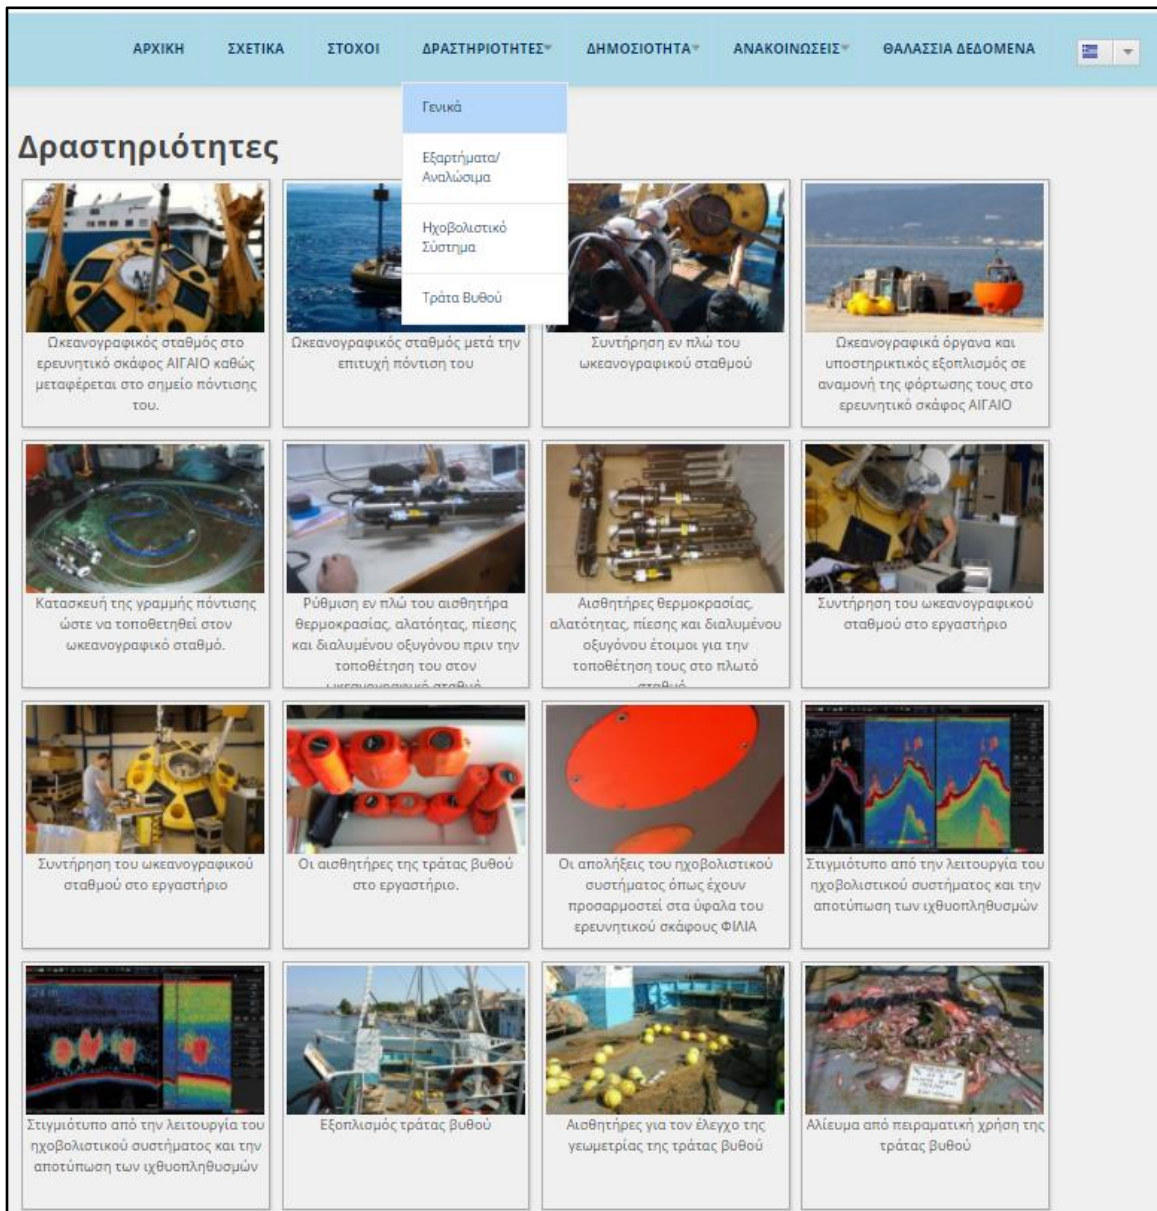 ΑΡΧΙΚΗ ΣΧΕΤΙΚΑ ΣΤΟΧΟΙ ΔΡΑΣΤΗΡΙΟΤΗΤΕΣ ΔΗΜΟΣΙΟΤΗΤΑ ΑΝΑΚΟΙΝΩΣΕΙΣ ΘΑΛΑΣΣΙΑ ΔΕΔΟΜΕΝΑ
Γενικά
Εξαρτήματα/
Αναλώσιμα
Ηχοβολιστικό
Σύστημα
Τράτα Βυθού
Δραστηριότητες
Ωκεανογραφικός σταθμός στο
ερευνητικό σκάφος ΑΙΓΑΙΟ καθώς
μεταφέρεται στο σημείο πόντισης
του.
Ωκεανογραφικός σταθμός μετά την
επιτυχή πόντιση του
Συντήρηση εν πλώ του
ωκεανογραφικού σταθμού
Ωκεανογραφικά όργανα και
υποστηρικτικός εξοπλισμός σε
αναμονή της φόρτωσης τους στο
ερευνητικό σκάφος ΑΙΓΑΙΟ
Κατασκευή της γραμμής πόντισης
ώστε να τοποθετηθεί στον
ωκεανογραφικό σταθμό.
Ρύθμιση εν πλώ του αισθητήρα
θερμοκρασίας, αλατόητας, πίεσης
και διαλυμένου οξυγόνου πριν την
τοποθέτηση του στον
ωκεανογραφικό σταθμό
Αισθητήρες θερμοκρασίας,
αλατότητας, πίεσης και διαλυμένου
οξυγόνου έτοιμοι για την
τοποθέτηση τους στο πλωτό
σταθμό
Συντήρηση του ωκεανογραφικού
σταθμού στο εργαστήριο
Συντήρηση του ωκεανογραφικού
σταθμού στο εργαστήριο
Οι αισθητήρες της τράτας βυθού
στο εργαστήριο.
Οι απολήξεις του ηχοβολιστικού
συστήματος όπως έχουν
προσαρμοστεί στα ύφαλα του
ερευνητικού σκάφους ΦΙΛΙΑ
Στιγμιότυπο από την λειτουργία του
ηχοβολιστικού συστήματος και την
αποτύπωση των ιχθυοπληθυσμών
Στιγμιότυπο από την λειτουργία του
ηχοβολιστικού συστήματος και την
αποτύπωση των ιχθυοπληθυσμών
Εξοπλισμός τράτας βυθού
Αισθητήρες για τον έλεγχο της
γεωμετρίας της τράτας βυθού
Αλίευμα από πειραματική χρήση της
τράτας βυθού